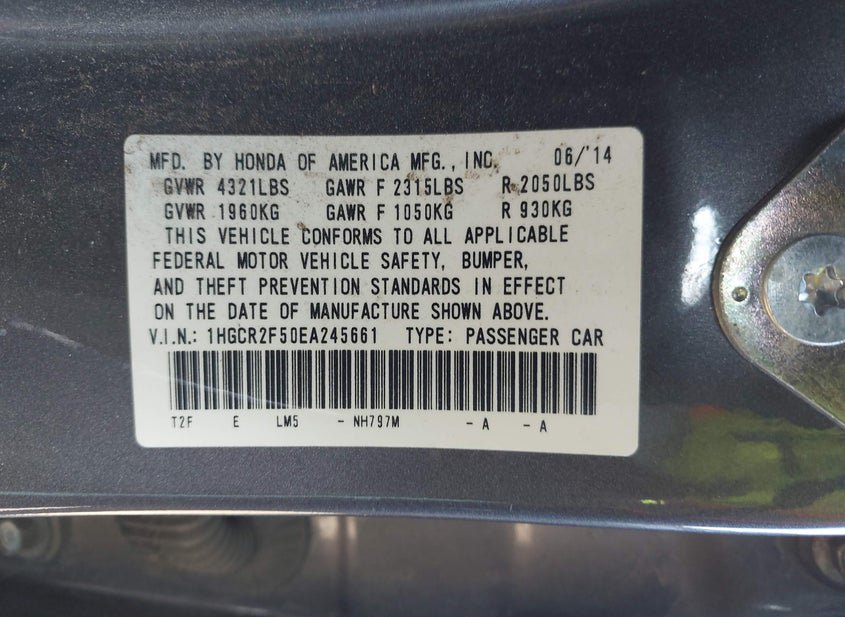 MFD. BY HONDA OF AMERICA MFG., INC. 06/'14
GVWR 4321LBS GAWR F 2315LBS R 2050LBS
GVWR 1960KG GAWR F 1050KG R 930KG
THIS VEHICLE CONFORMS TO ALL APPLICABLE
FEDERAL MOTOR VEHICLE SAFETY, BUMPER,
AND THEFT PREVENTION STANDARDS IN EFFECT
ON THE DATE OF MANUFACTURE SHOWN ABOVE.
V.I.N.: 1HGCR2F50EA245661 TYPE: PASSENGER CAR
T2F E LM5 - NH797M - A - A